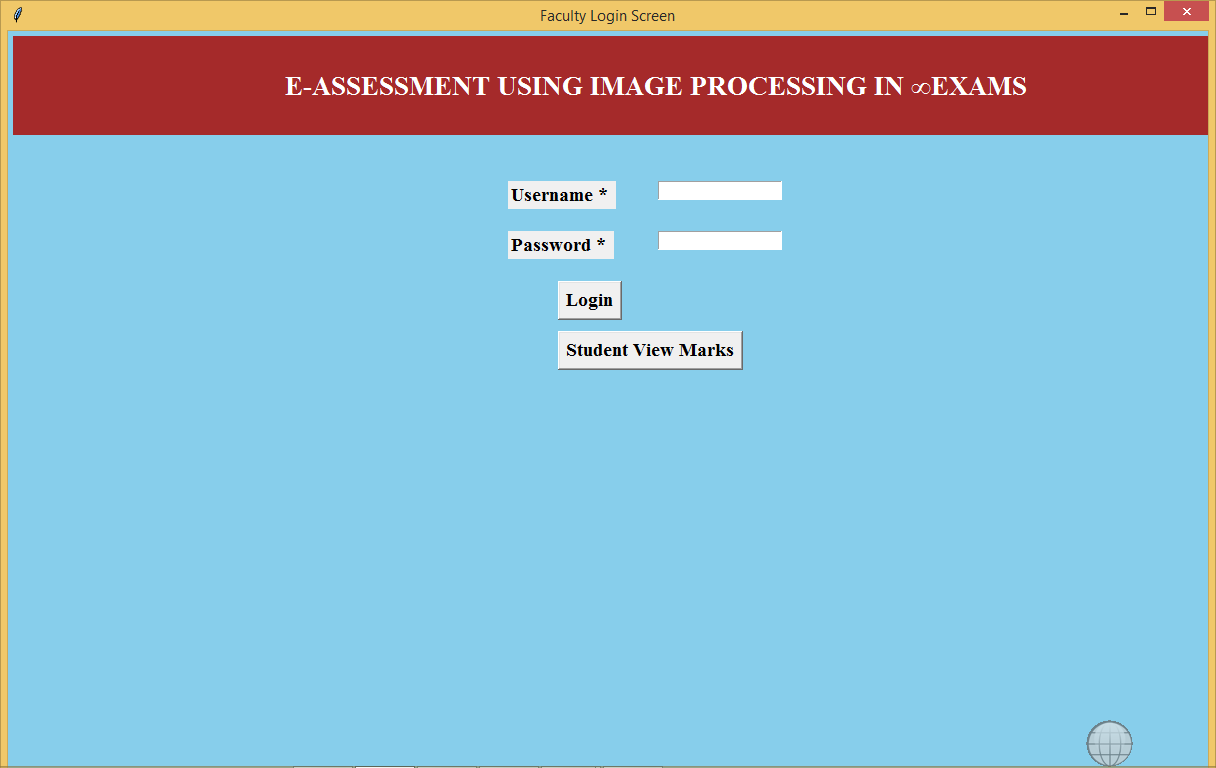 Faculty Login Screen
E-ASSESSMENT USING IMAGE PROCESSING IN ∞EXAMS
Username *
Password *
Login
Student View Marks